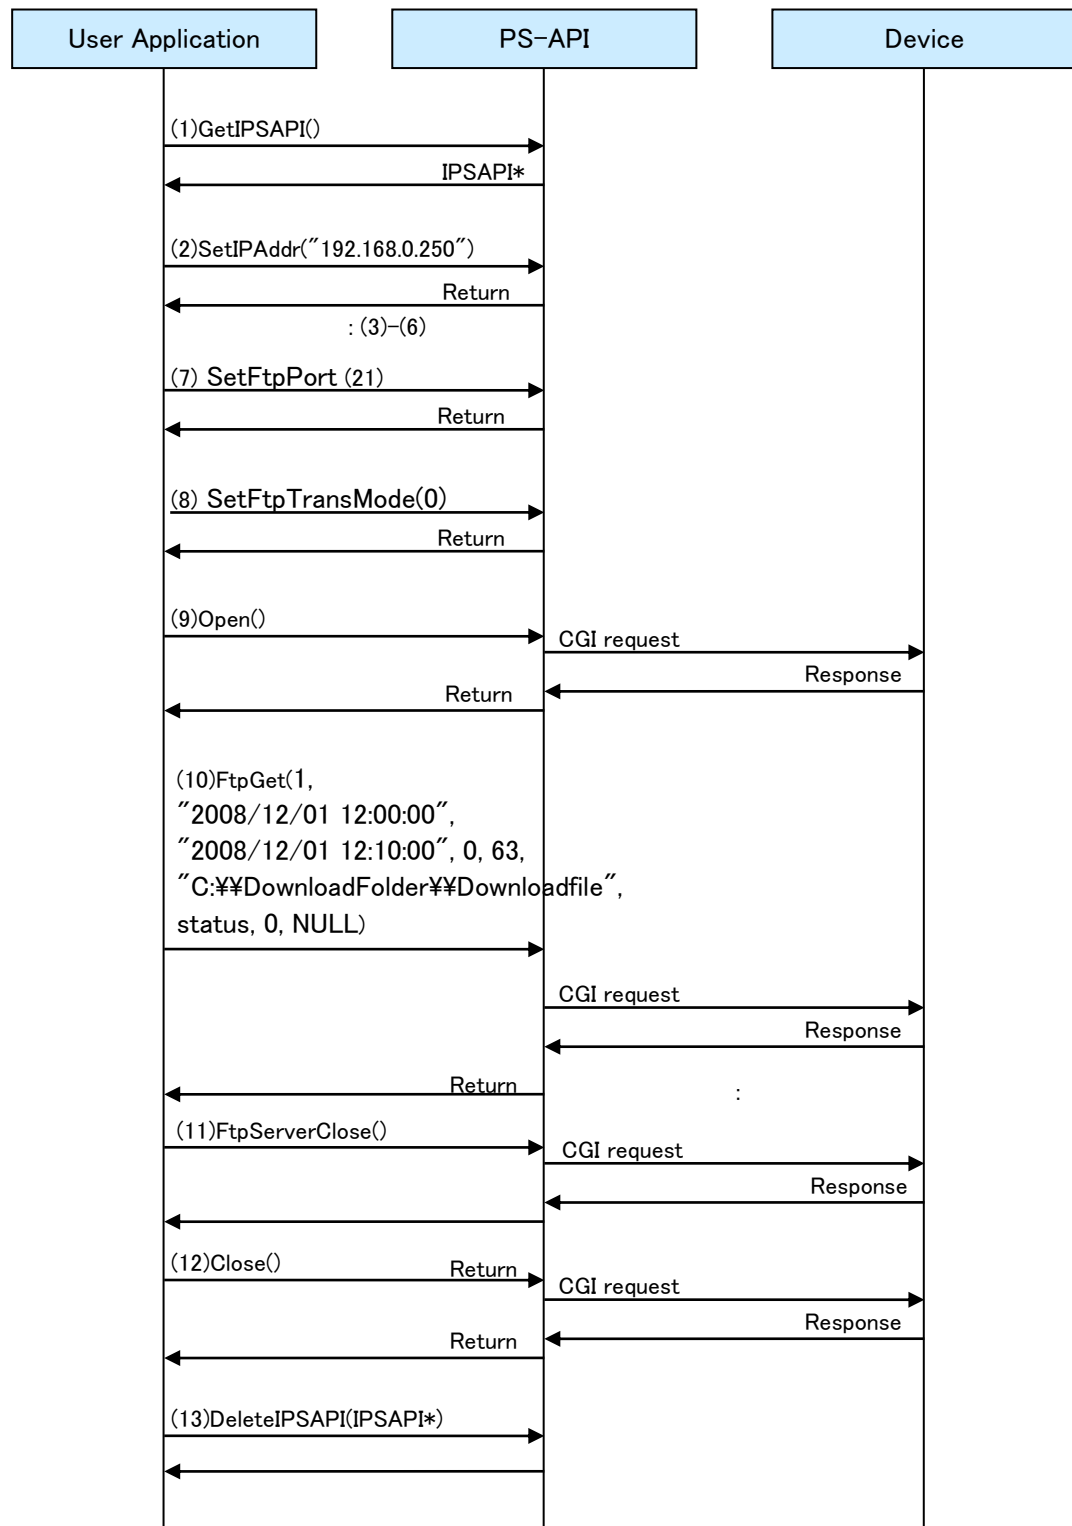 User Application
PS-API
Device
(1)GetIPSAPI()
IPSAPI*
(2)SetIPAddr("192.168.0.250")
Return
: (3)-(6)
(7) SetFtpPort (21)
Return
(8) SetFtpTransMode(0)
Return
(9)Open()
CGI request
Response
Return
(10)FtpGet(1,
"2008/12/01 12:00:00",
"2008/12/01 12:10:00", 0, 63,
"C:¥¥DownloadFolder¥¥Downloadfile",
status, 0, NULL)
CGI request
Response
Return
:
(11)FtpServerClose()
CGI request
Response
(12)Close()
Return
CGI request
Response
Return
(13)DeleteIPSAPI(IPSAPI*)